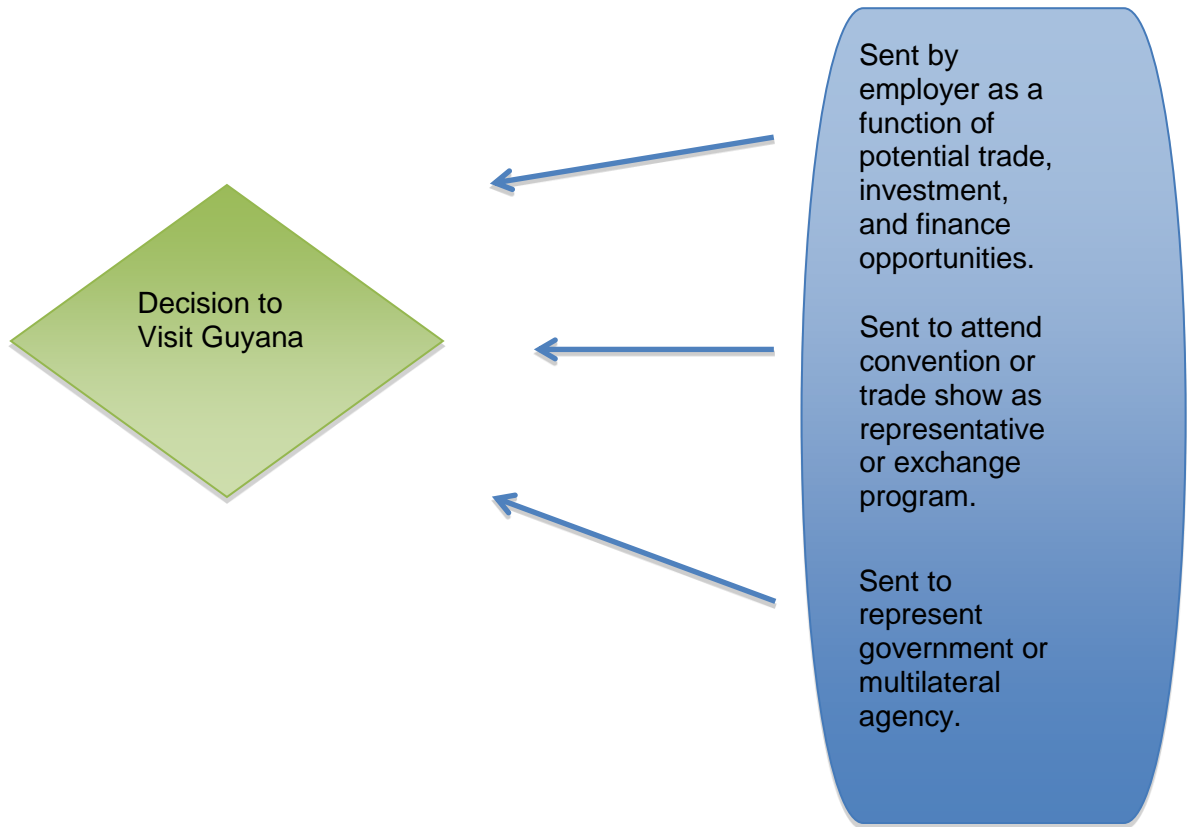 Decision to
Visit Guyana
Sent by
employer as a
function of
potential trade,
investment,
and finance
opportunities.
Sent to attend
convention or
trade show as
representative
or exchange
program.
Sent to
represent
government or
multilateral
agency.